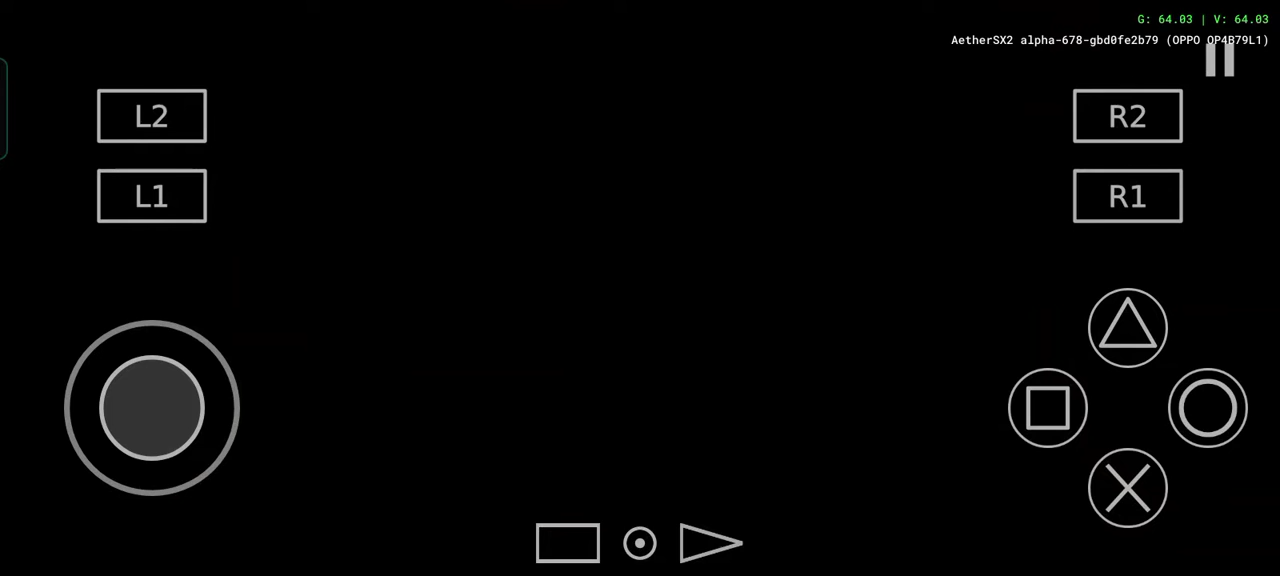 G: 64.03 | V: 64.03
AetherSX2 alpha-678-gbd0fe2b79 (OPPO OP4B79L1)
L2
R2
L1
R1